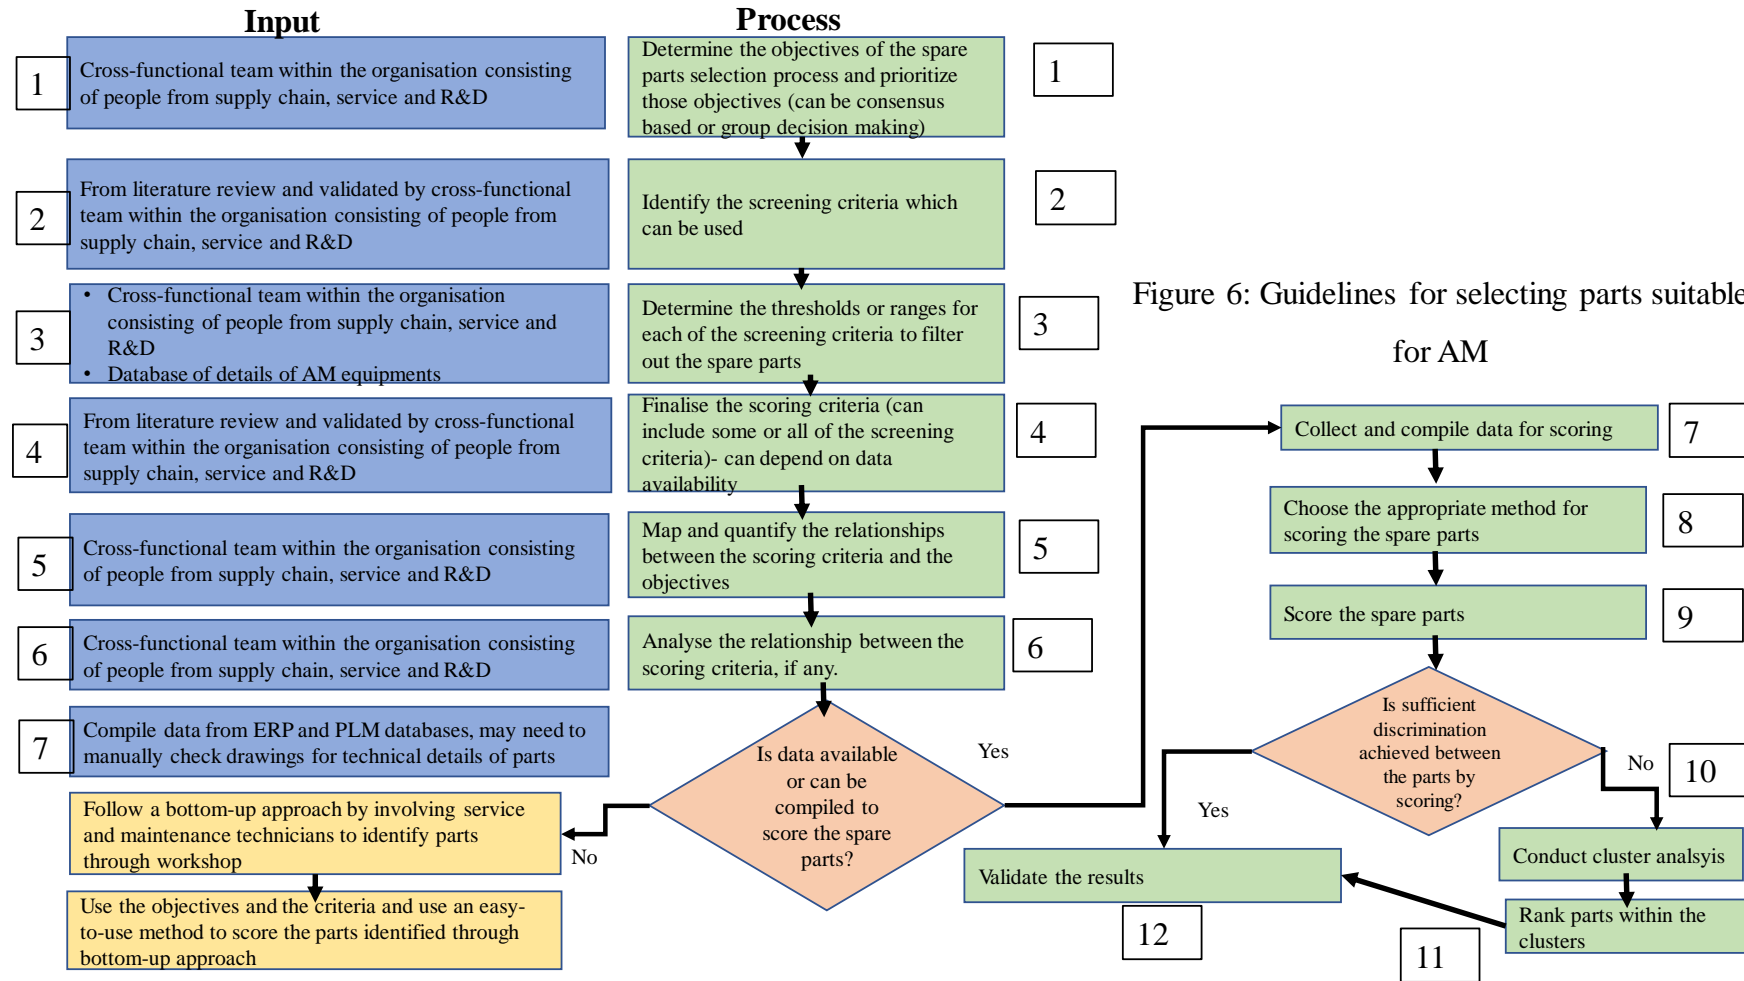 Input
Process
1
Cross-functional team within the organisation consisting
of people from supply chain, service and R&D
Determine the objectives of the spare
parts selection process and prioritize
those objectives (can be consensus
based or group decision making)
1
2
From literature review and validated by cross-functional
team within the organisation consisting of people from
supply chain, service and R&D
Identify the screening criteria which
can be used
2
3
• Cross-functional team within the organisation
consisting of people from supply chain, service and
R&D
• Database of details of AM equipments
Determine the thresholds or ranges for
each of the screening criteria to filter
out the spare parts
3
Figure 6: Guidelines for selecting parts suitable
for AM
4
From literature review and validated by cross-functional
team within the organisation consisting of people from
supply chain, service and R&D
Finalise the scoring criteria (can
include some or all of the screening
criteria)- can depend on data
availability
4
5
Cross-functional team within the organisation consisting
of people from supply chain, service and R&D
Map and quantify the relationships
between the scoring criteria and the
objectives
5
6
Cross-functional team within the organisation consisting
of people from supply chain, service and R&D
Analyse the relationship between the
scoring criteria, if any.
6
7
Compile data from ERP and PLM databases, may need to
manually check drawings for technical details of parts
Is data available
or can be
compiled to
score the spare
parts?
Yes
No
Follow a bottom-up approach by involving service
and maintenance technicians to identify parts
through workshop
Use the objectives and the criteria and use an easy-
to-use method to score the parts identified through
bottom-up approach
Collect and compile data for scoring
7
Choose the appropriate method for
scoring the spare parts
8
Score the spare parts
9
Is sufficient
discrimination
achieved between
the parts by
scoring?
No
10
Yes
Conduct cluster analsyis
Rank parts within the
clusters
11
Validate the results
12